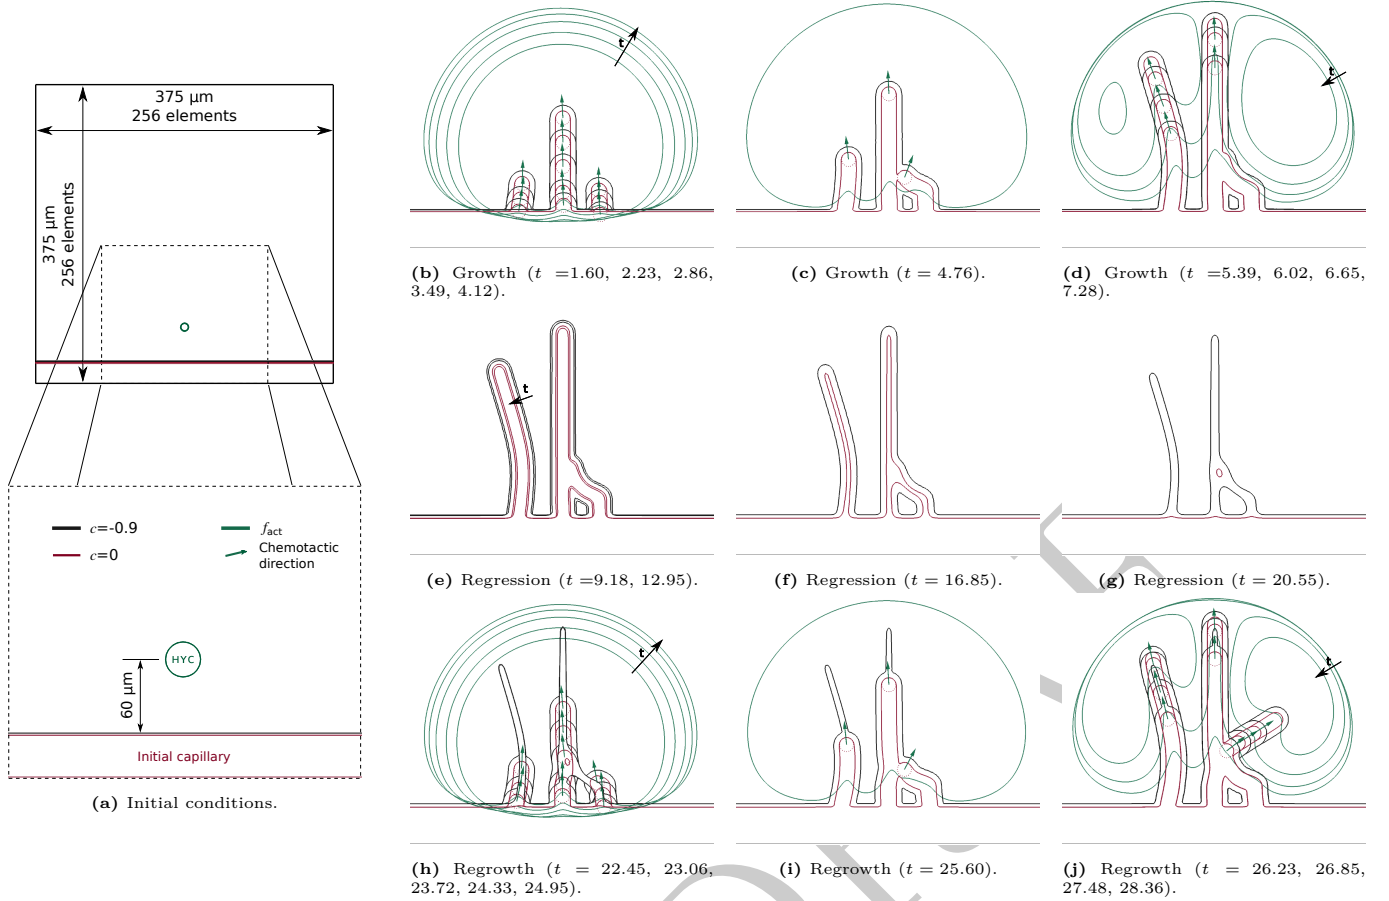 375 µm
256 elements
375 µm
256 elements
c=-0.9
c=0
fact
Chemotactic
direction
HYC
60 µm
Initial capillary
(a) Initial conditions.
t
(b) Growth (t =1.60, 2.23, 2.86,
3.49, 4.12).
(c) Growth (t = 4.76).
t
(d) Growth (t =5.39, 6.02, 6.65,
7.28).
t
(e) Regression (t =9.18, 12.95).
(f) Regression (t = 16.85).
(g) Regression (t = 20.55).
t
(h) Regrowth (t = 22.45, 23.06,
23.72, 24.33, 24.95).
(i) Regrowth (t = 25.60).
t
(j) Regrowth (t = 26.23, 26.85,
27.48, 28.36).